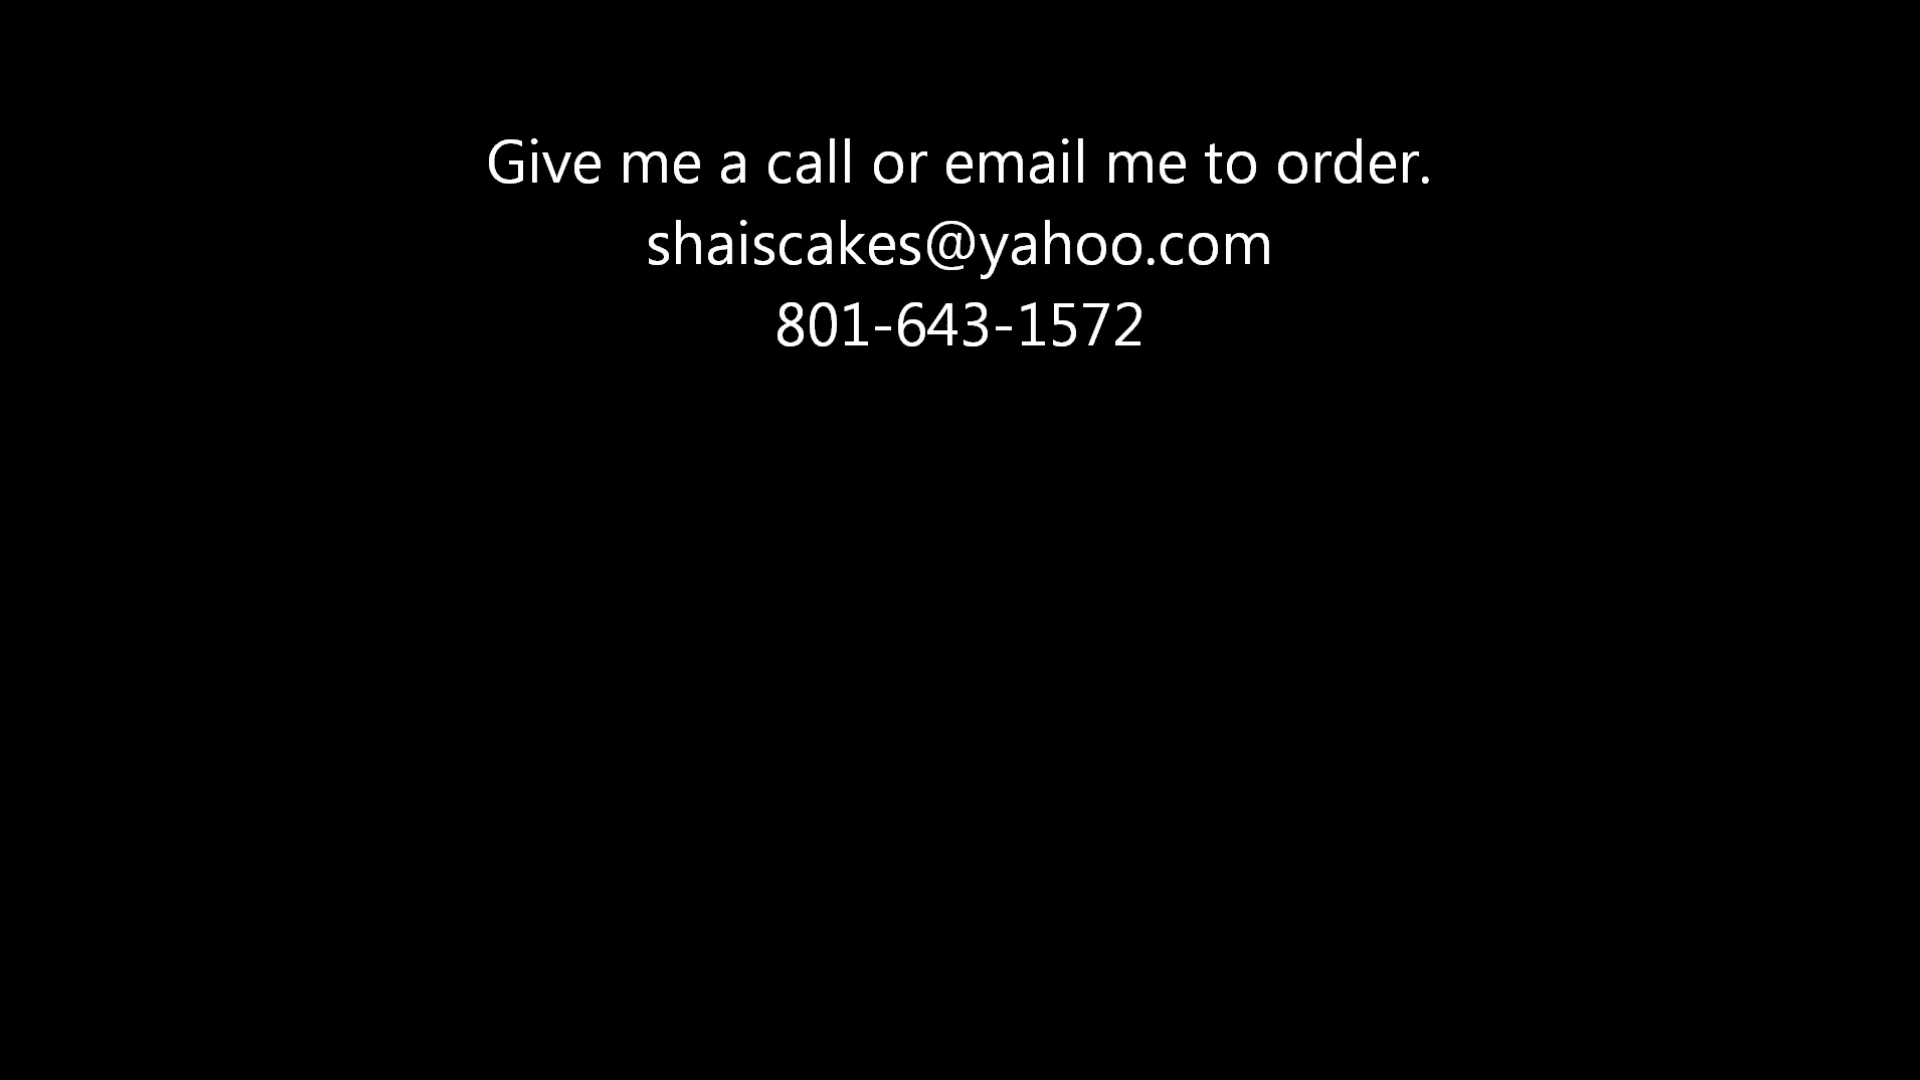 Give me a call or email me to order.
shaiscakes@yahoo.com
801-643-1572